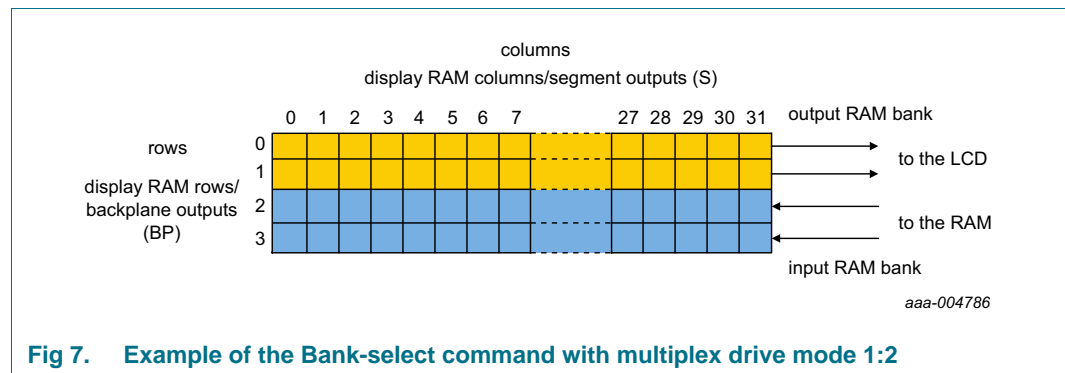 columns
display RAM columns/segment outputs (S)
0 1 2 3 4 5 6 7 27 28 29 30 31 output RAM bank
rows
display RAM rows/
backplane outputs
(BP)
0
1
2
3
to the LCD
to the RAM
input RAM bank
aaa-004786
Fig 7. Example of the Bank-select command with multiplex drive mode 1:2